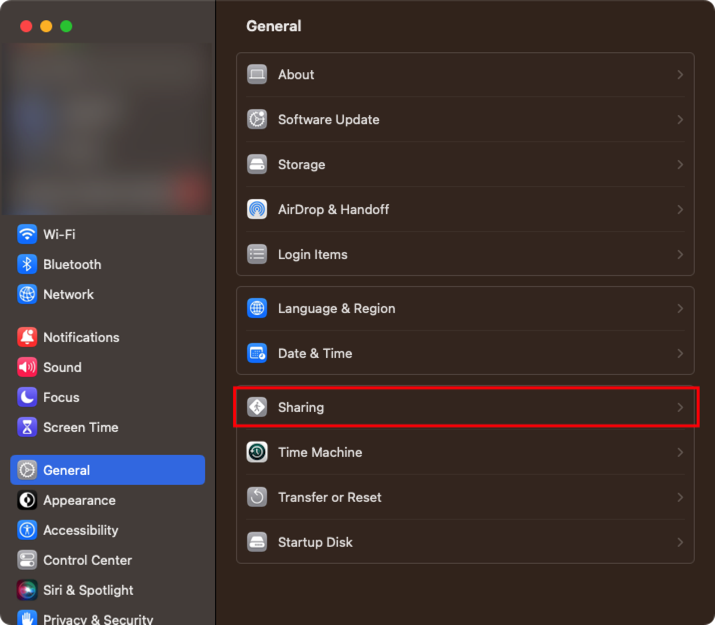 General
About
Software Update
Storage
AirDrop & Handoff
Login Items
Language & Region
Date & Time
Sharing
Time Machine
Transfer or Reset
Startup Disk
Wi-Fi
Bluetooth
Network
Notifications
Sound
Focus
Screen Time
General
Appearance
Accessibility
Control Center
Siri & Spotlight
Privacy & Security